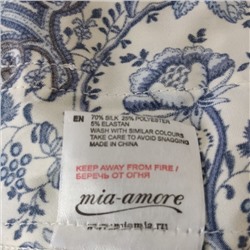 EN 70% SILK 25% POLYESTER
5% ELASTAN
WASH WITH SIMILAR COLOURS
TAKE CARE TO AVOID SNAGGING
MADE IN CHINA
KEEP AWAY FROM FIRE /
БЕРЕЧЬ ОТ ОГНЯ
mia-amore